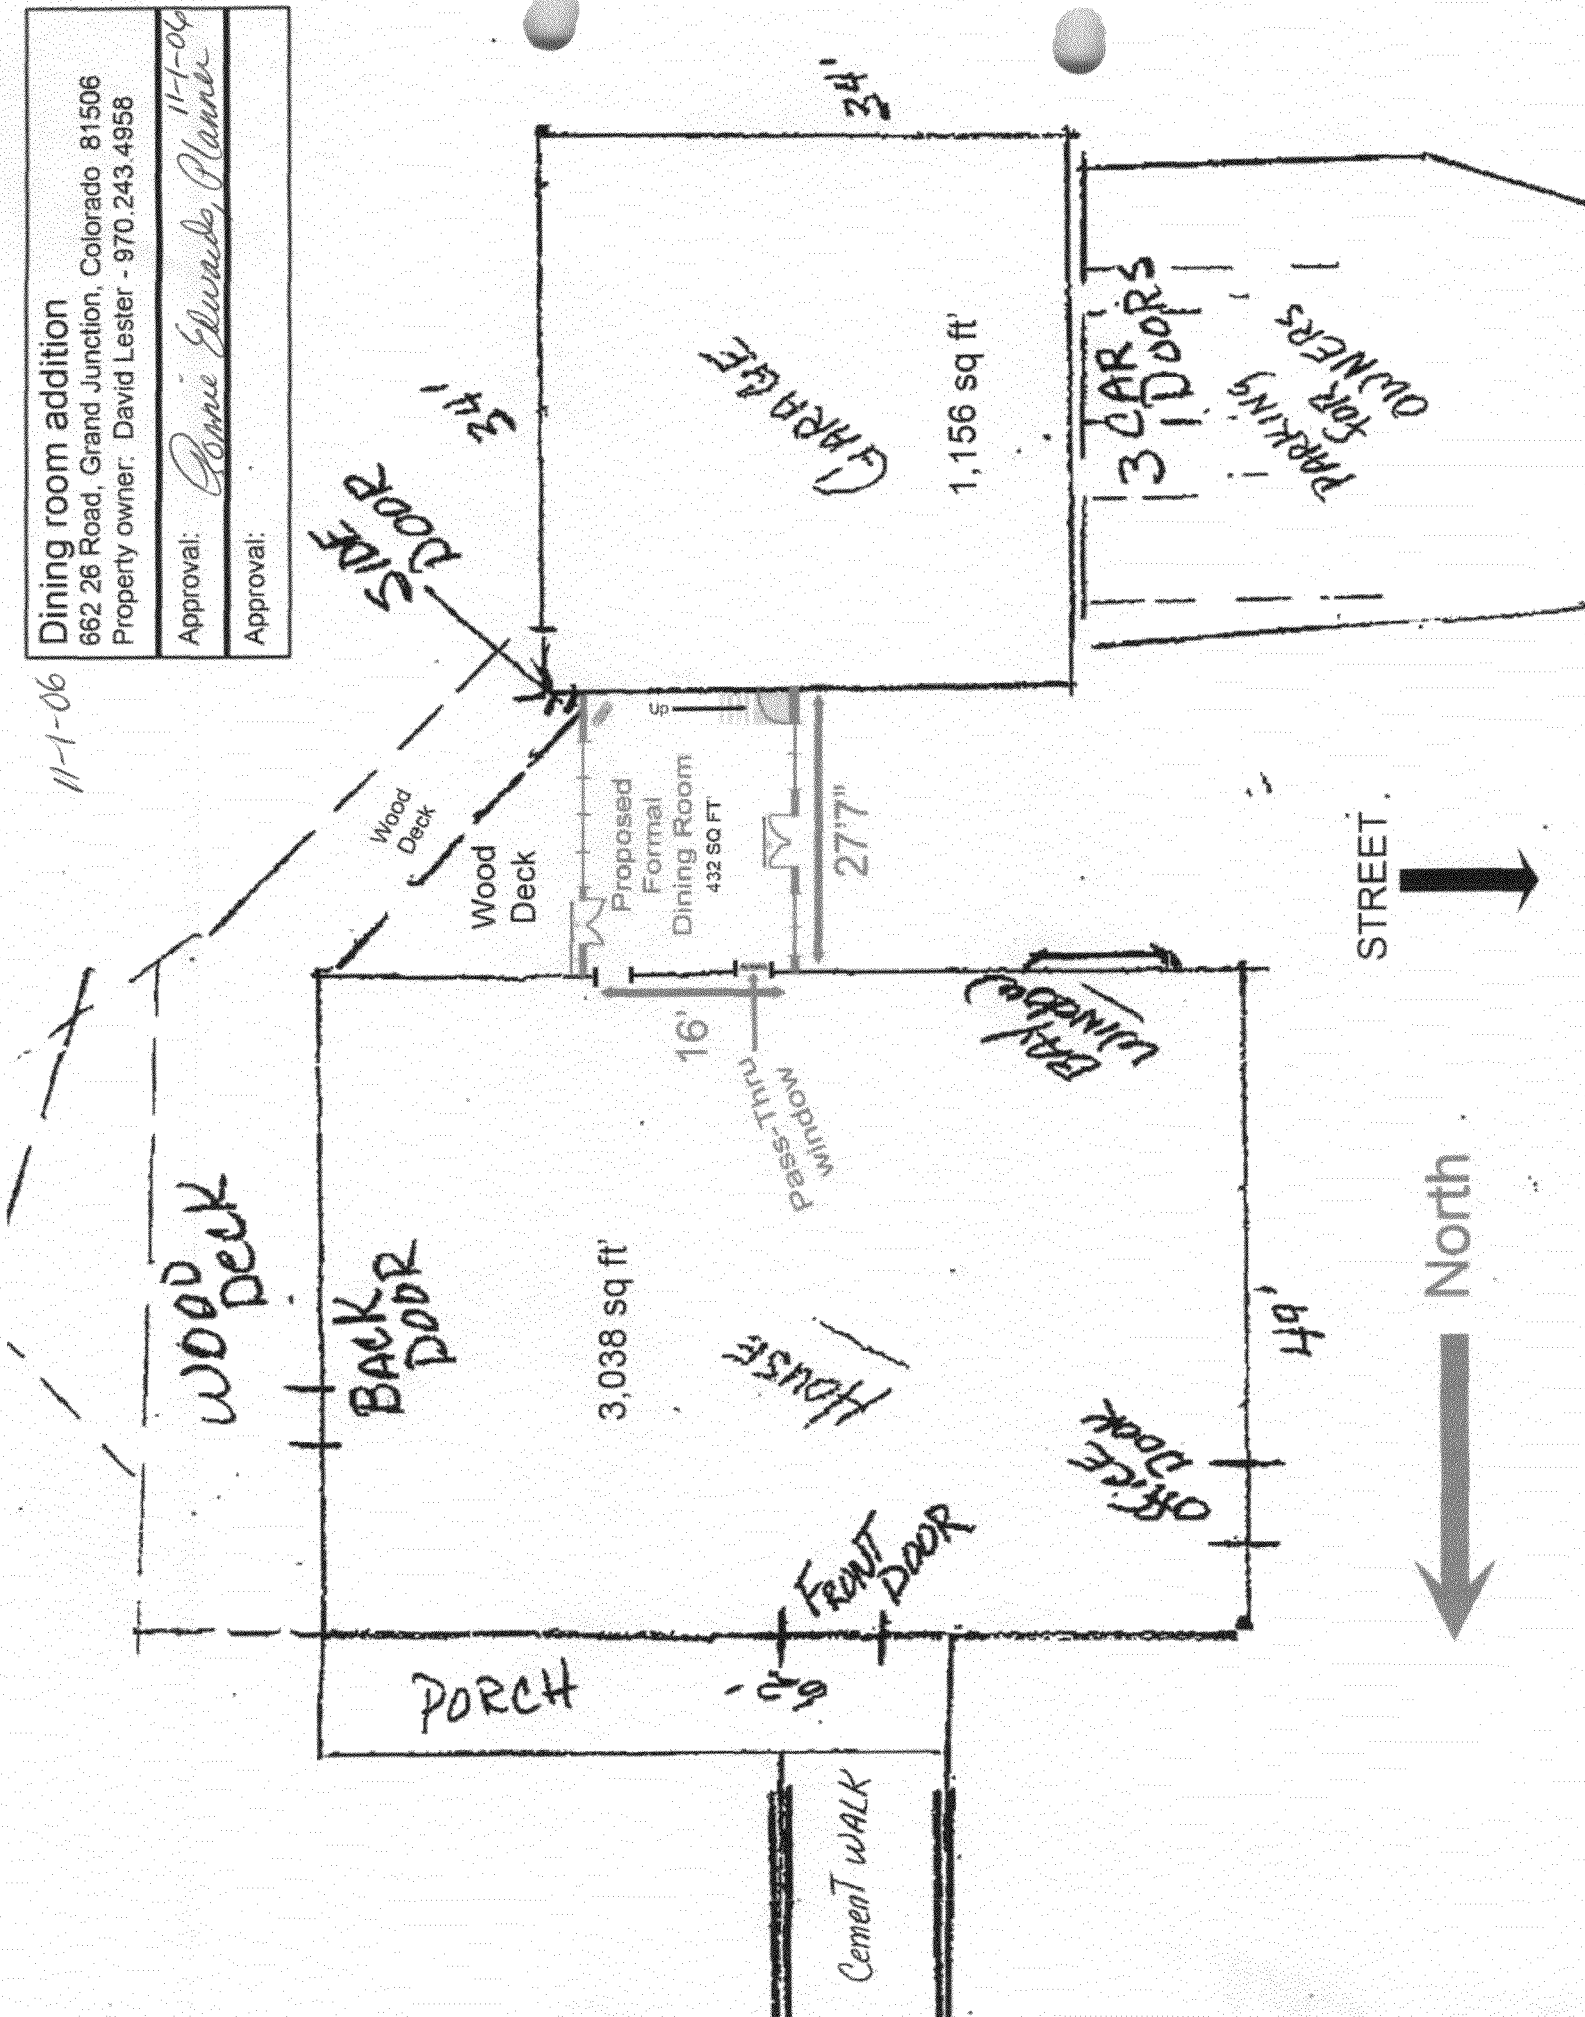 Dining room addition
662 26 Road, Grand Junction, Colorado 81506
Property owner: David Lester - 970.243.4958
Approval: Ronnie Edwards, Planner 11-1-06
Approval:
11-1-06
SIDE
DOOR
34'
34'
GARAGE
1,156 sq ft'
3 CAR
DOORS
PARKING
FOR
OWNERS
Wood
Deck
Wood
Deck
Up
Proposed
Formal
Dining Room
432 SQ FT'
27'7"
16'
Pass-Thru
window
BAY
WINDOW
STREET
WOOD
DECK
BACK
DOOR
3,038 sq ft'
HOUSE
49'
OFFICE
DOOR
FRONT
DOOR
North
PORCH
62'
Cement WALK